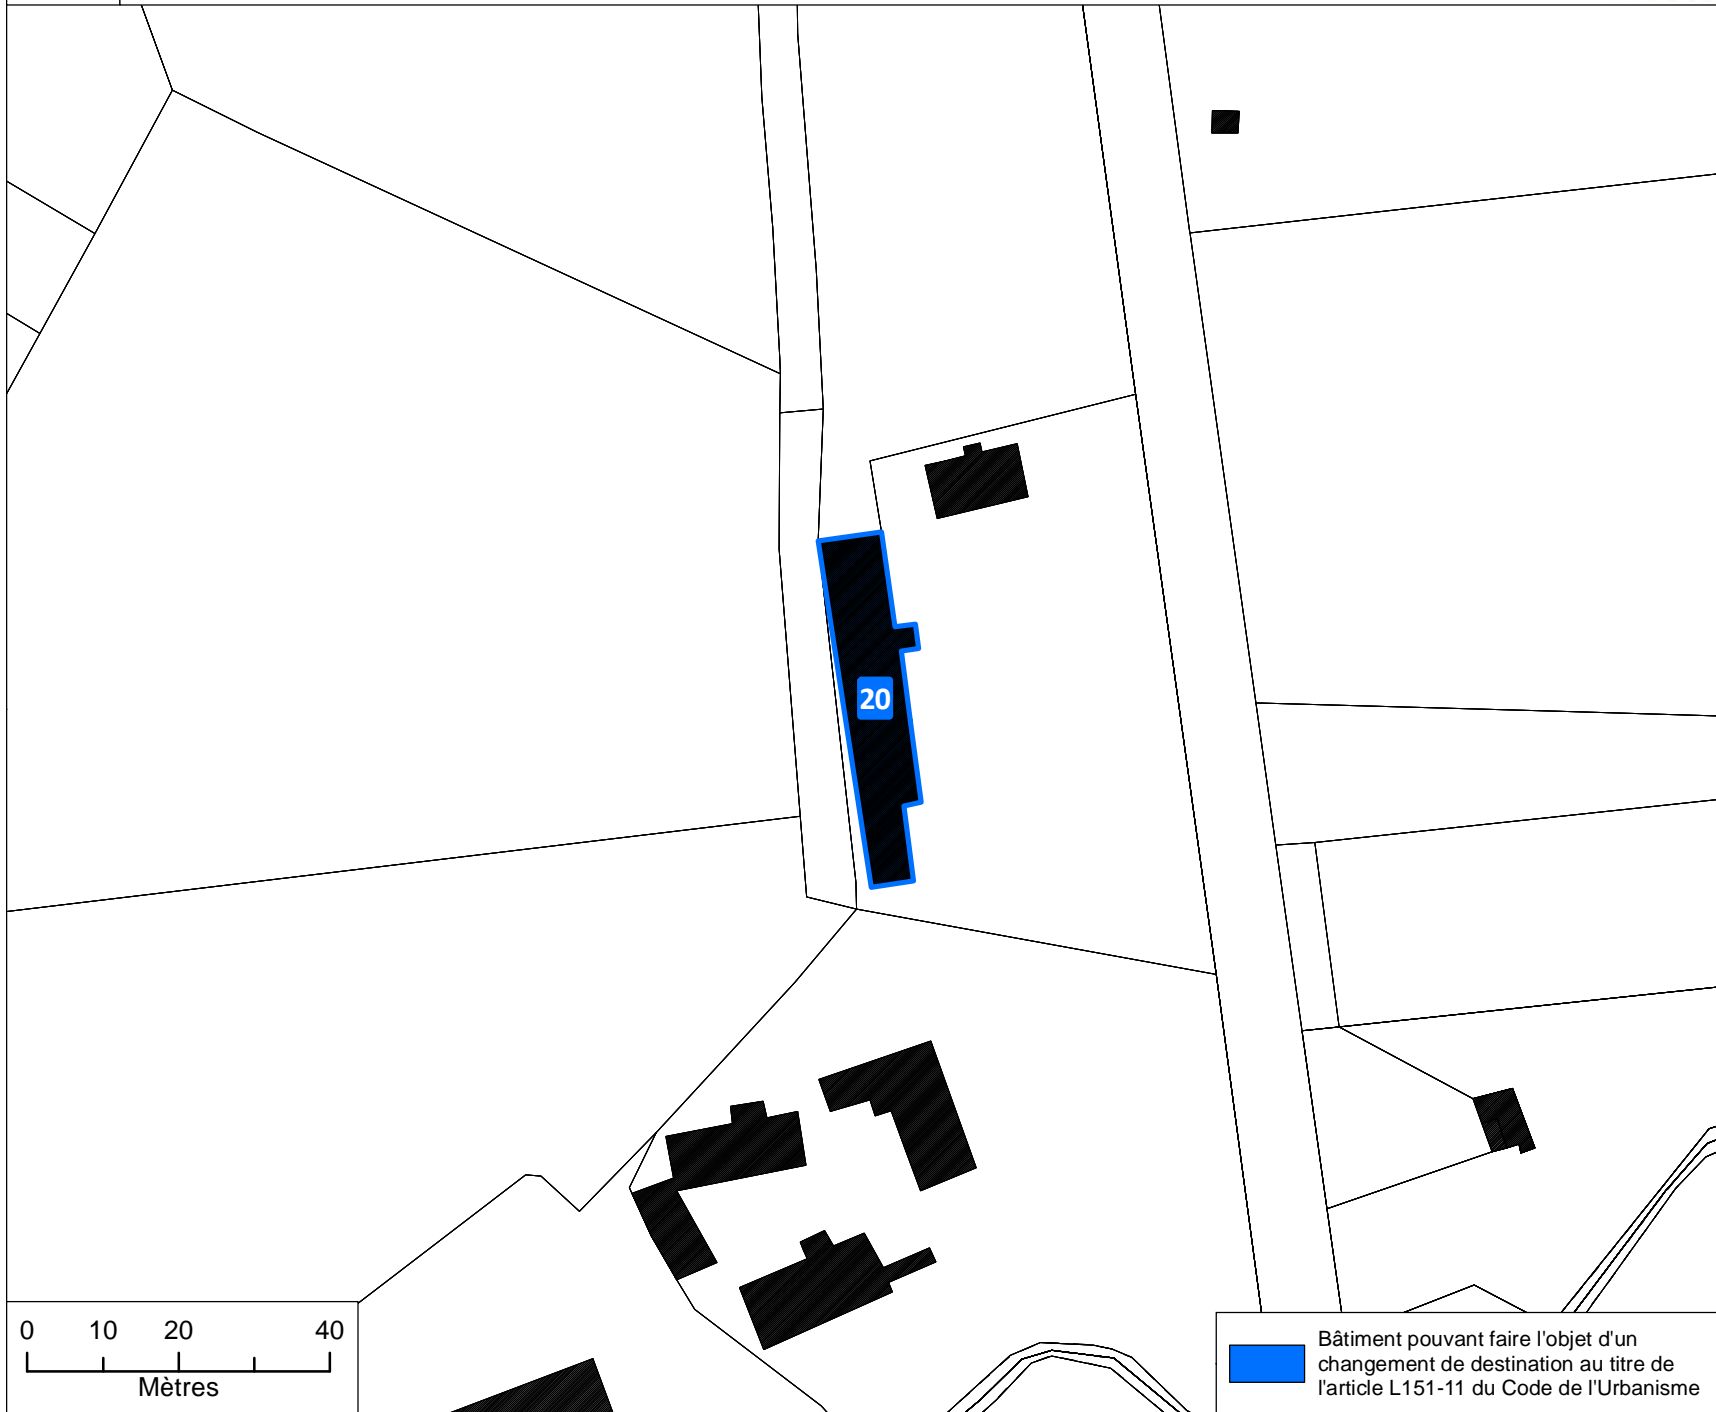 20
0 10 20 40
Mètres
Bâtiment pouvant faire l'objet d'un
changement de destination au titre de
l'article L151-11 du Code de l'Urbanisme